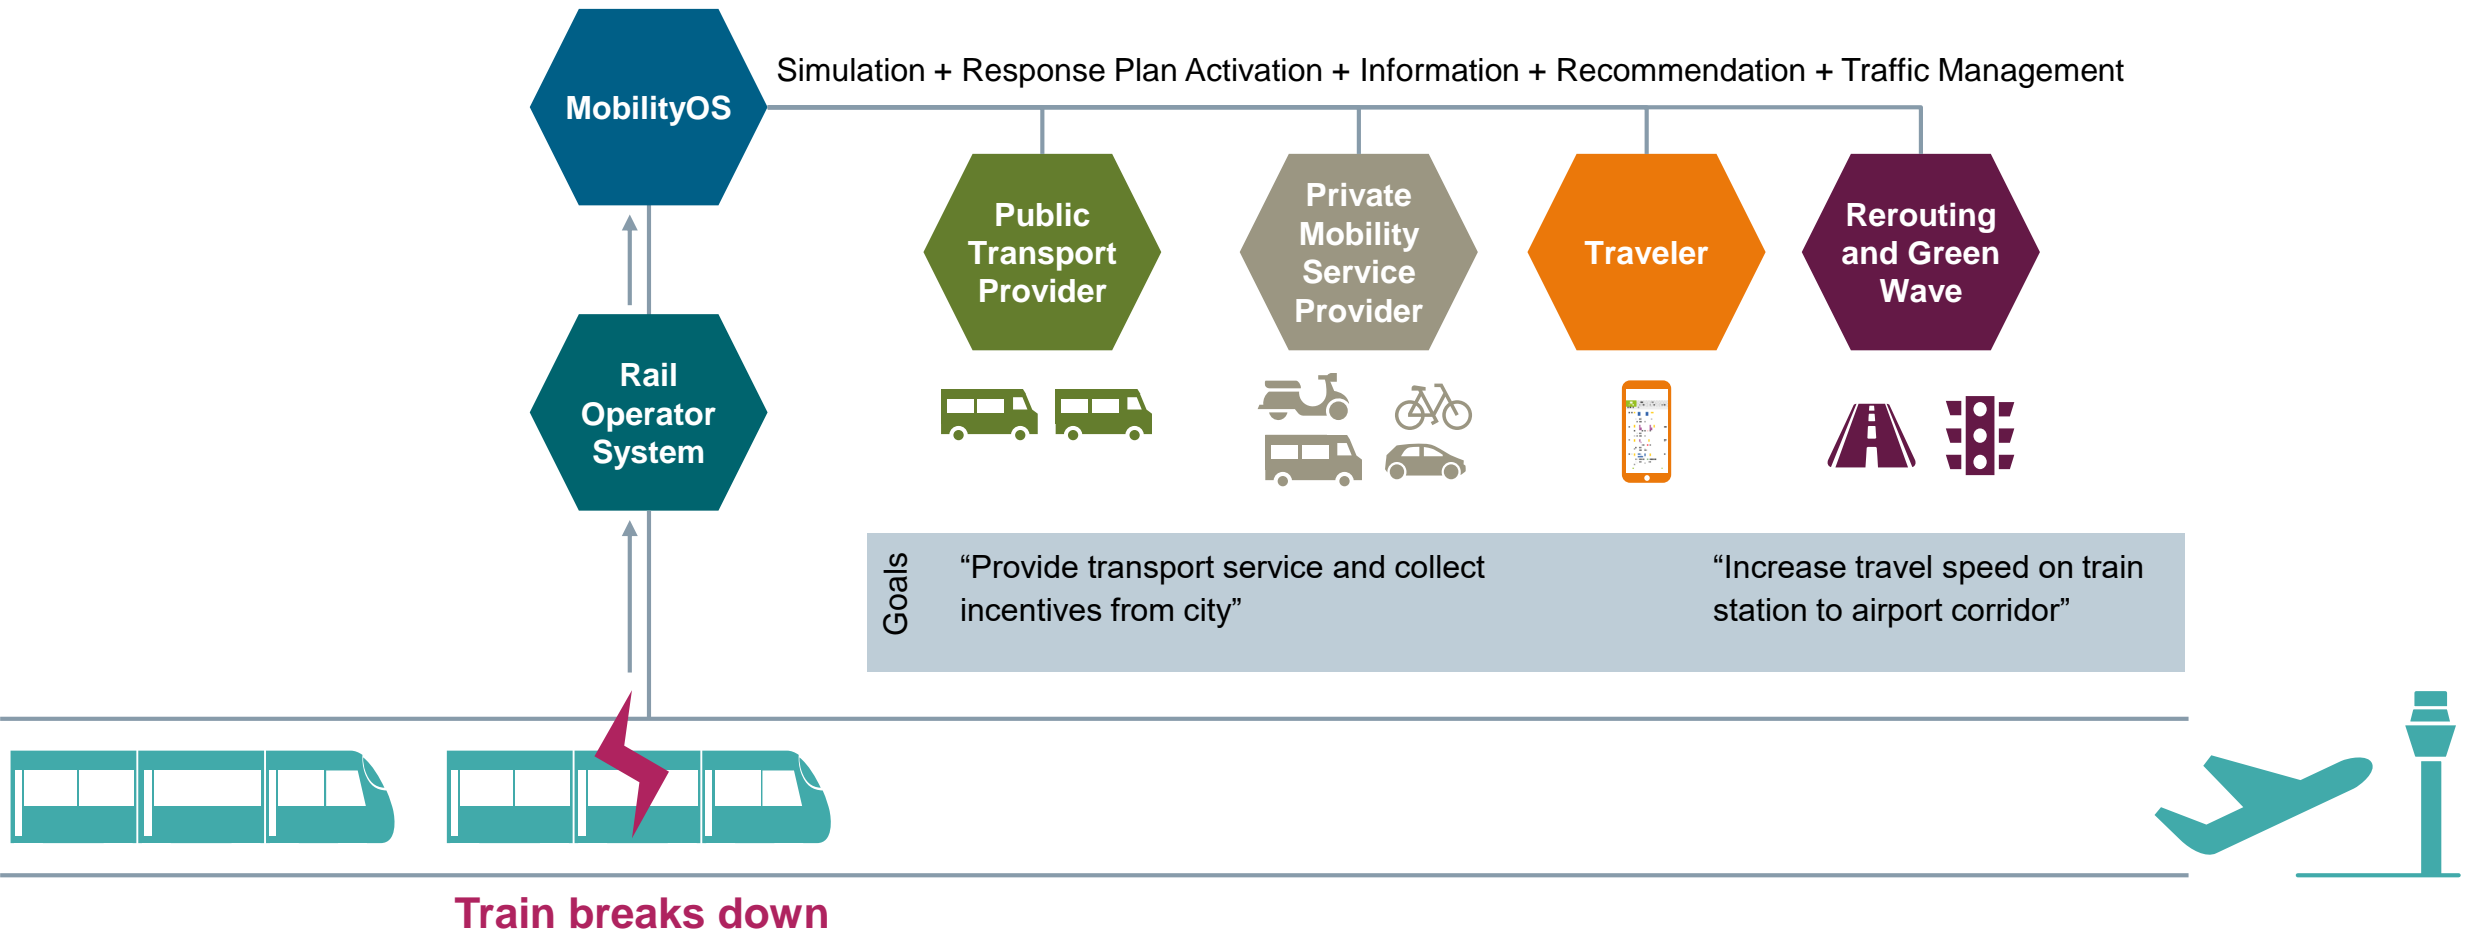 Simulation + Response Plan Activation + Information + Recommendation + Traffic Management
MobilityOS
Public
Transport
Provider
Private
Mobility
Service
Provider
Traveler
Rerouting
and Green
Wave
Rail
Operator
System
Goals
“Provide transport service and collect
incentives from city”
“Increase travel speed on train
station to airport corridor”
Train breaks down